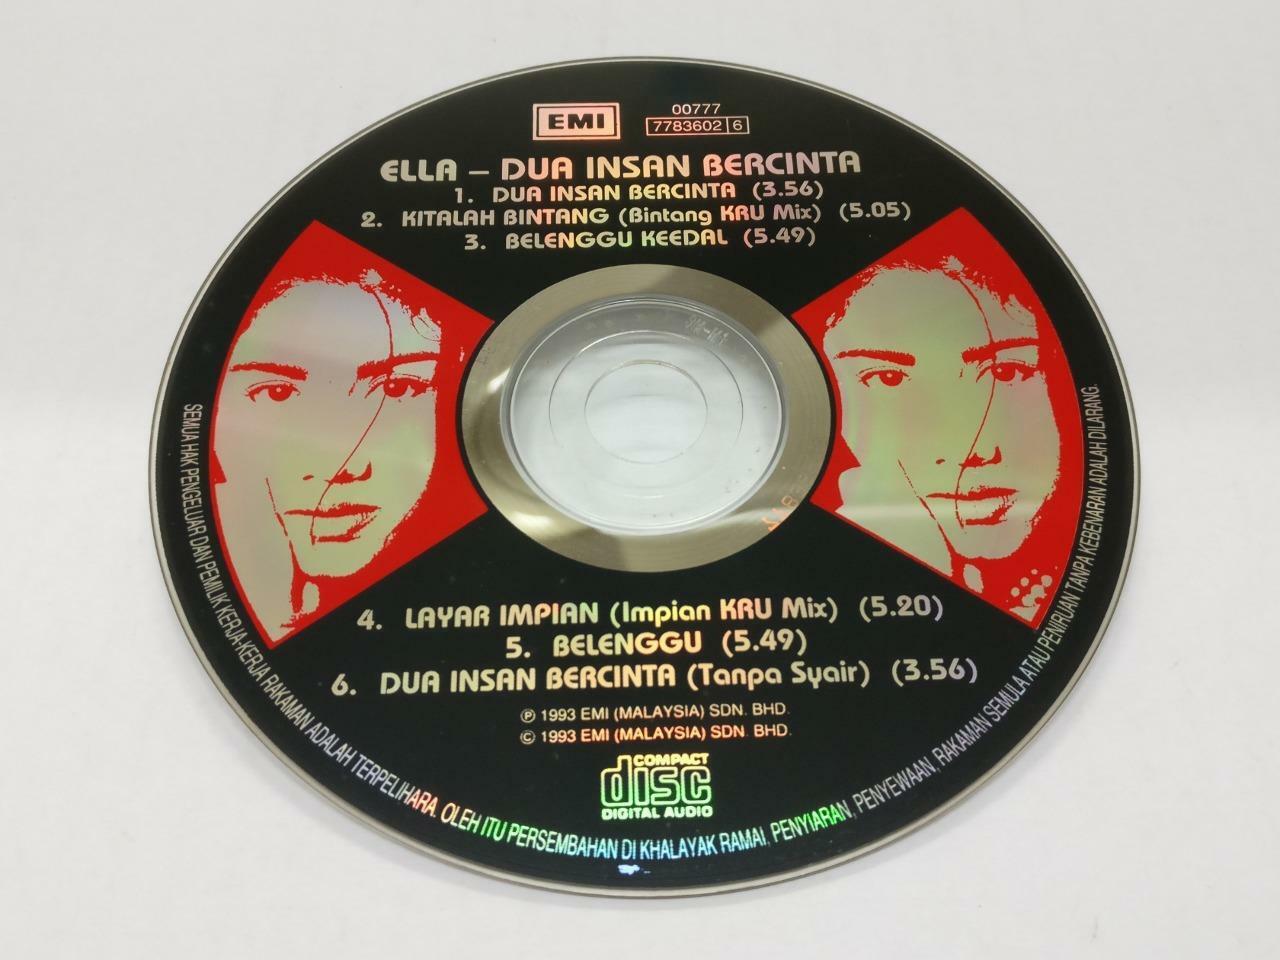 EMI
00777
7783602 6
ELLA – DUA INSAN BERCINTA
1. DUA INSAN BERCINTA (3.56)
2. KITALAH BINTANG (Bintang KRU Mix) (5.05)
3. BELENGGU KEEDAL (5.49)
4. LAYAR IMPIAN (Impian KRU Mix) (5.20)
5. BELENGGU (5.49)
6. DUA INSAN BERCINTA (Tanpa Syair) (3.56)
Ⓟ 1993 EMI (MALAYSIA) SDN. BHD.
© 1993 EMI (MALAYSIA) SDN. BHD.
COMPACT
disc
DIGITAL AUDIO
SEMUA HAK PENGELUAR DAN PEMILIK KERJA-KERJA RAKAMAN ADALAH TERPELIHARA. OLEH ITU PERSEMBAHAN DI KHALAYAK RAMAI, PENYIARAN, PENYEWAAN, RAKAMAN SEMULA ATAU PENIRUAN TANPA KEBENARAN ADALAH DILARANG.